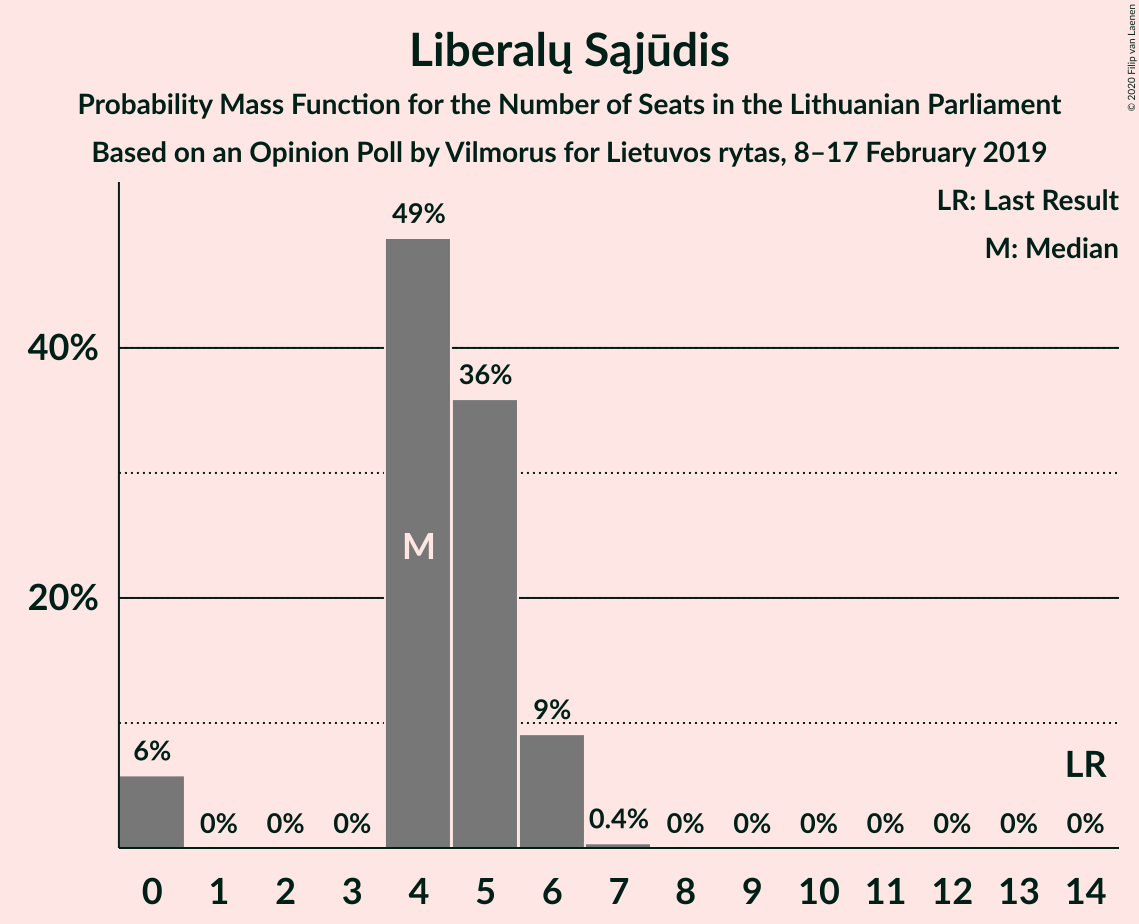 Liberalų Sąjūdis
Probability Mass Function for the Number of Seats in the Lithuanian Parliament
Based on an Opinion Poll by Vilmorus for Lietuvos rytas, 8–17 February 2019
© 2020 Filip van Laenen
LR: Last Result
M: Median
49%
40%
36%
M
20%
9%
6%
LR
0% 0% 0% 0.4% 0% 0% 0% 0% 0% 0% 0%
0 1 2 3 4 5 6 7 8 9 10 11 12 13 14